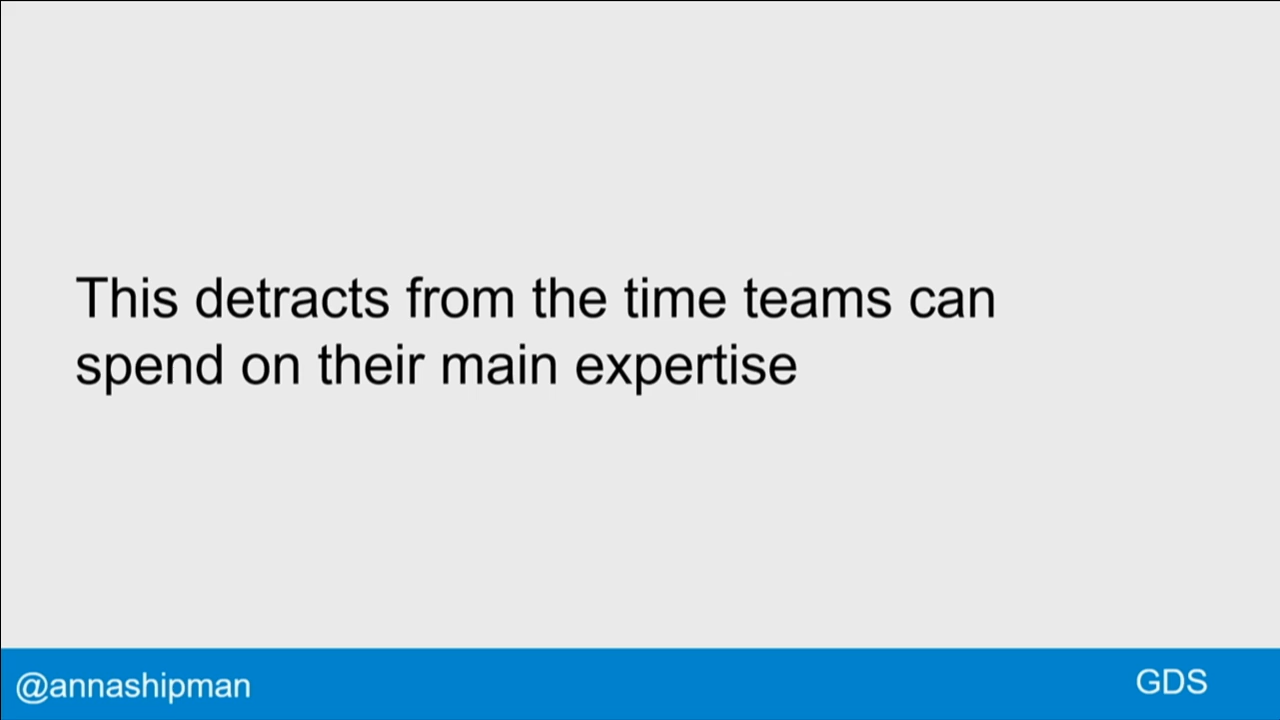 This detracts from the time teams can
spend on their main expertise
@annashipman
GDS